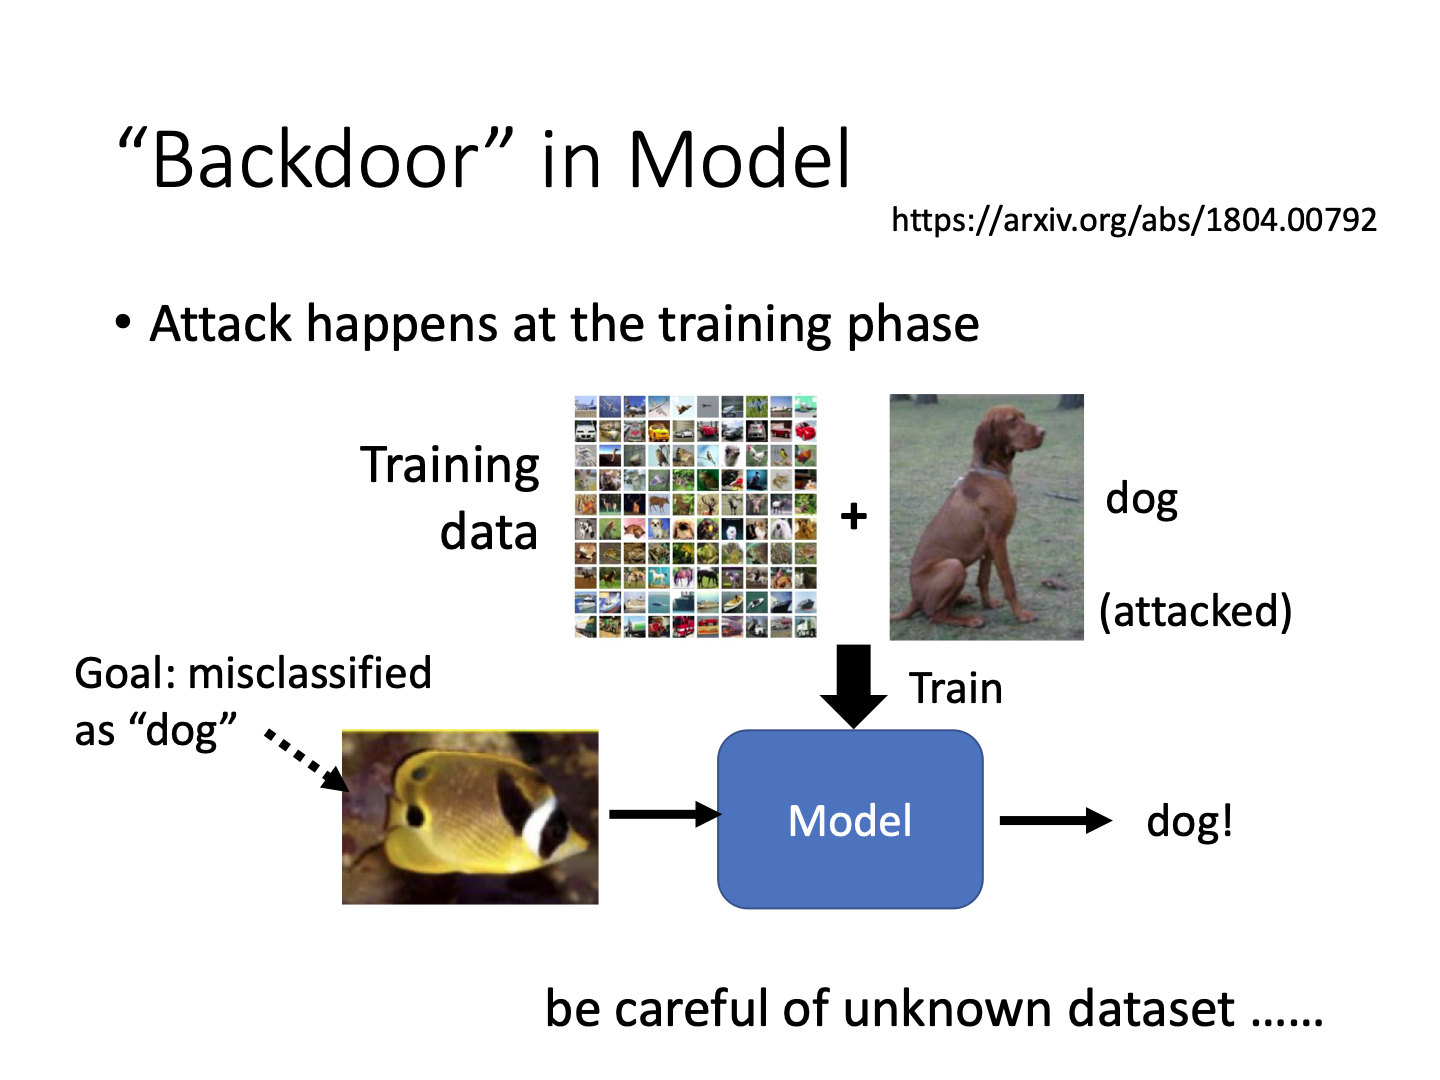 “Backdoor” in Model
https://arxiv.org/abs/1804.00792
• Attack happens at the training phase
Training
data
+
dog
(attacked)
Goal: misclassified
as “dog”
Train
Model
dog!
be careful of unknown dataset ......